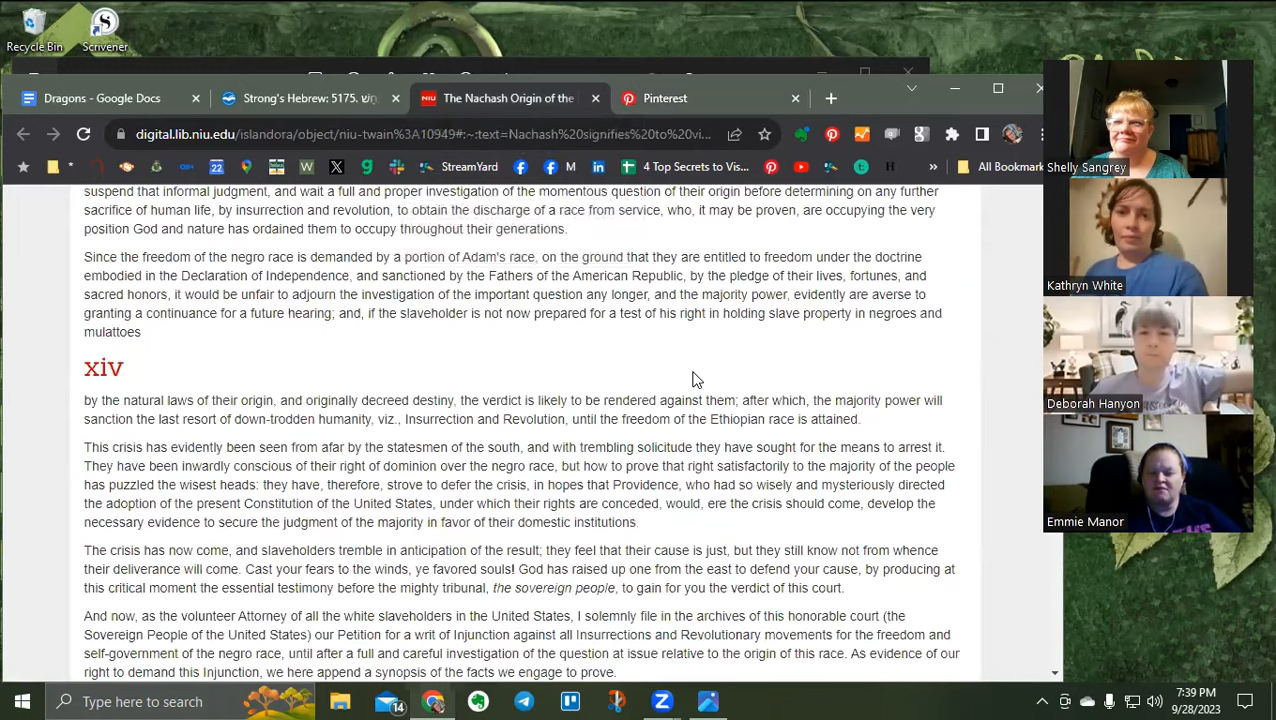 Recycle Bin
Scrivener
Dragons - Google Docs
Strong's Hebrew: 5175.
NIU
The Nachash Origin of the
Pinterest
digital.lib.niu.edu/islandora/object/niu-twain%3A10949#:~:text=Nachash%20signifies%20to%20vi...
22
W
StreamYard
M
4 Top Secrets to Vis...
H
All Bookmark
suspend that informal judgment, and wait a full and proper investigation of the momentous question of their origin before determining on any further
sacrifice of human life, by insurrection and revolution, to obtain the discharge of a race from service, who, it may be proven, are occupying the very
position God and nature has ordained them to occupy throughout their generations.
Since the freedom of the negro race is demanded by a portion of Adam's race, on the ground that they are entitled to freedom under the doctrine
embodied in the Declaration of Independence, and sanctioned by the Fathers of the American Republic, by the pledge of their lives, fortunes, and
sacred honors, it would be unfair to adjourn the investigation of the important question any longer, and the majority power, evidently are averse to
granting a continuance for a future hearing; and, if the slaveholder is not now prepared for a test of his right in holding slave property in negroes and
mulattoes
xiv
by the natural laws of their origin, and originally decreed destiny, the verdict is likely to be rendered against them; after which, the majority power will
sanction the last resort of down-trodden humanity, viz:, Insurrection and Revolution, until the freedom of the Ethiopian race is attained.
This crisis has evidently been seen from afar by the statesmen of the south, and with trembling solicitude they have sought for the means to arrest it.
They have been inwardly conscious of their right of dominion over the negro race, but how to prove that right satisfactorily to the majority of the people
has puzzled the wisest heads: they have, therefore, strove to defer the crisis, in hopes that Providence, who had so wisely and mysteriously directed
the adoption of the present Constitution of the United States, under which their rights are conceded, would, ere the crisis should come, develop the
necessary evidence to secure the judgment of the majority in favor of their domestic institutions.
The crisis has now come, and slaveholders tremble in anticipation of the result; they feel that their cause is just, but they still know not from whence
their deliverance will come. Cast your fears to the winds, ye favored souls! God has raised up one from the east to defend your cause, by producing at
this critical moment the essential testimony before the mighty tribunal, the sovereign people, to gain for you the verdict of this court.
And now, as the volunteer Attorney of all the white slaveholders in the United States, I solemnly file in the archives of this honorable court (the
Sovereign People of the United States) our Petition for a writ of Injunction against all Insurrections and Revolutionary movements for the freedom and
self-government of the negro race, until after a full and careful investigation of the question at issue relative to the origin of this race. As evidence of our
right to demand this Injunction, we here append a synopsis of the facts we engage to prove.
Shelly Sangrey
Kathryn White
Deborah Hanyon
Emmie Manor
Type here to search
14
7:39 PM
9/28/2023